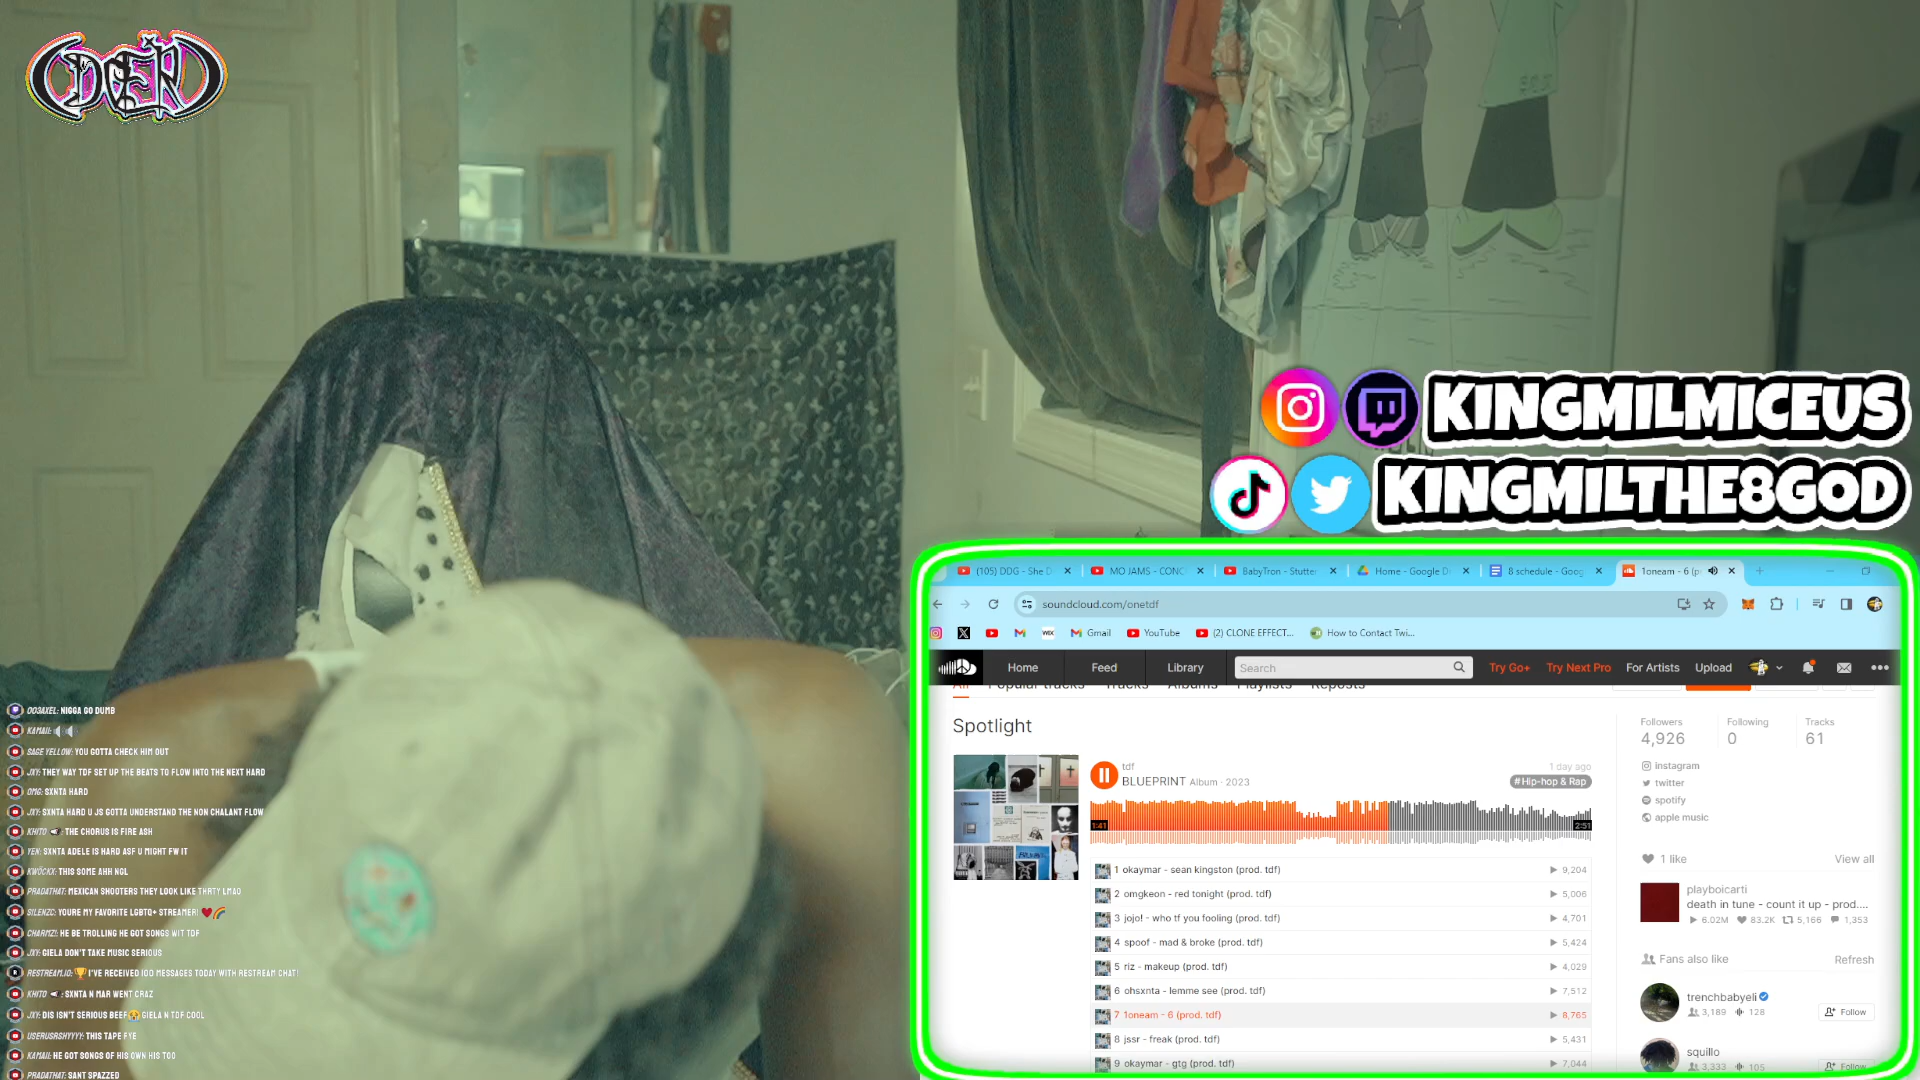 DGER
KINGMILMICEUS
KINGMILTHE8GOD
(105) DDG - She D
MO JAMS - CONC
BabyTron - Stutter
Home - Google D
8 schedule - Goog
1oneam - 6 (p
soundcloud.com/onetdf
Gmail
YouTube
(2) CLONE EFFECT...
How to Contact Twi...
Home
Feed
Library
Search
Try Go+
Try Next Pro
For Artists
Upload
All Popular tracks Tracks Albums Playlists Reposts
Spotlight
tdf
1 day ago
BLUEPRINT Album · 2023
#Hip-hop & Rap
1:41
2:51
1 okaymar - sean kingston (prod. tdf) 9,204
2 omgkeon - red tonight (prod. tdf) 5,006
3 jojo! - who tf you fooling (prod. tdf) 4,701
4 spoof - mad & broke (prod. tdf) 5,424
5 riz - makeup (prod. tdf) 4,029
6 ohsxnta - lemme see (prod. tdf) 7,512
7 1oneam - 6 (prod. tdf) 8,765
8 jssr - freak (prod. tdf) 5,431
9 okaymar - gtg (prod. tdf) 7,044
Followers Following Tracks
4,926 0 61
instagram
twitter
spotify
apple music
1 like View all
playboicarti
death in tune - count it up - prod....
6.02M 83.2K 5,166 1,353
Fans also like Refresh
trenchbabyeli
3,189 128
Follow
squillo
3,333 105
Follow
003AXEL: NIGGA GO DUMB
KAMAII:
SAGE YELLOW: YOU GOTTA CHECK HIM OUT
JXY: THEY WAY TDF SET UP THE BEATS TO FLOW INTO THE NEXT HARD
OMG: SXNTA HARD
JXY: SXNTA HARD U JS GOTTA UNDERSTAND THE NON CHALANT FLOW
KHITO: THE CHORUS IS FIRE ASH
YEN: SXNTA ADELE IS HARD ASF U MIGHT FW IT
KWÖCKX: THIS SOME AHH NGL
PRADATHAT: MEXICAN SHOOTERS THEY LOOK LIKE THRTY LMAO
SILENZC: YOURE MY FAVORITE LGBTQ+ STREAMER! ❤️🌈
CHARMZ!: HE BE TROLLING HE GOT SONGS WIT TDF
JXY: GIELA DON'T TAKE MUSIC SERIOUS
RESTREAM.IO: 🏆 I'VE RECEIVED 100 MESSAGES TODAY WITH RESTREAM CHAT!
KHITO: SXNTA N MAR WENT CRAZ
JXY: DIS ISN'T SERIOUS BEEF😭 GIELA N TDF COOL
USERUSRSHYYYY: THIS TAPE FYE
KAMAII: HE GOT SONGS OF HIS OWN HIS TOO
PRADATHAT: SANT SPAZZED